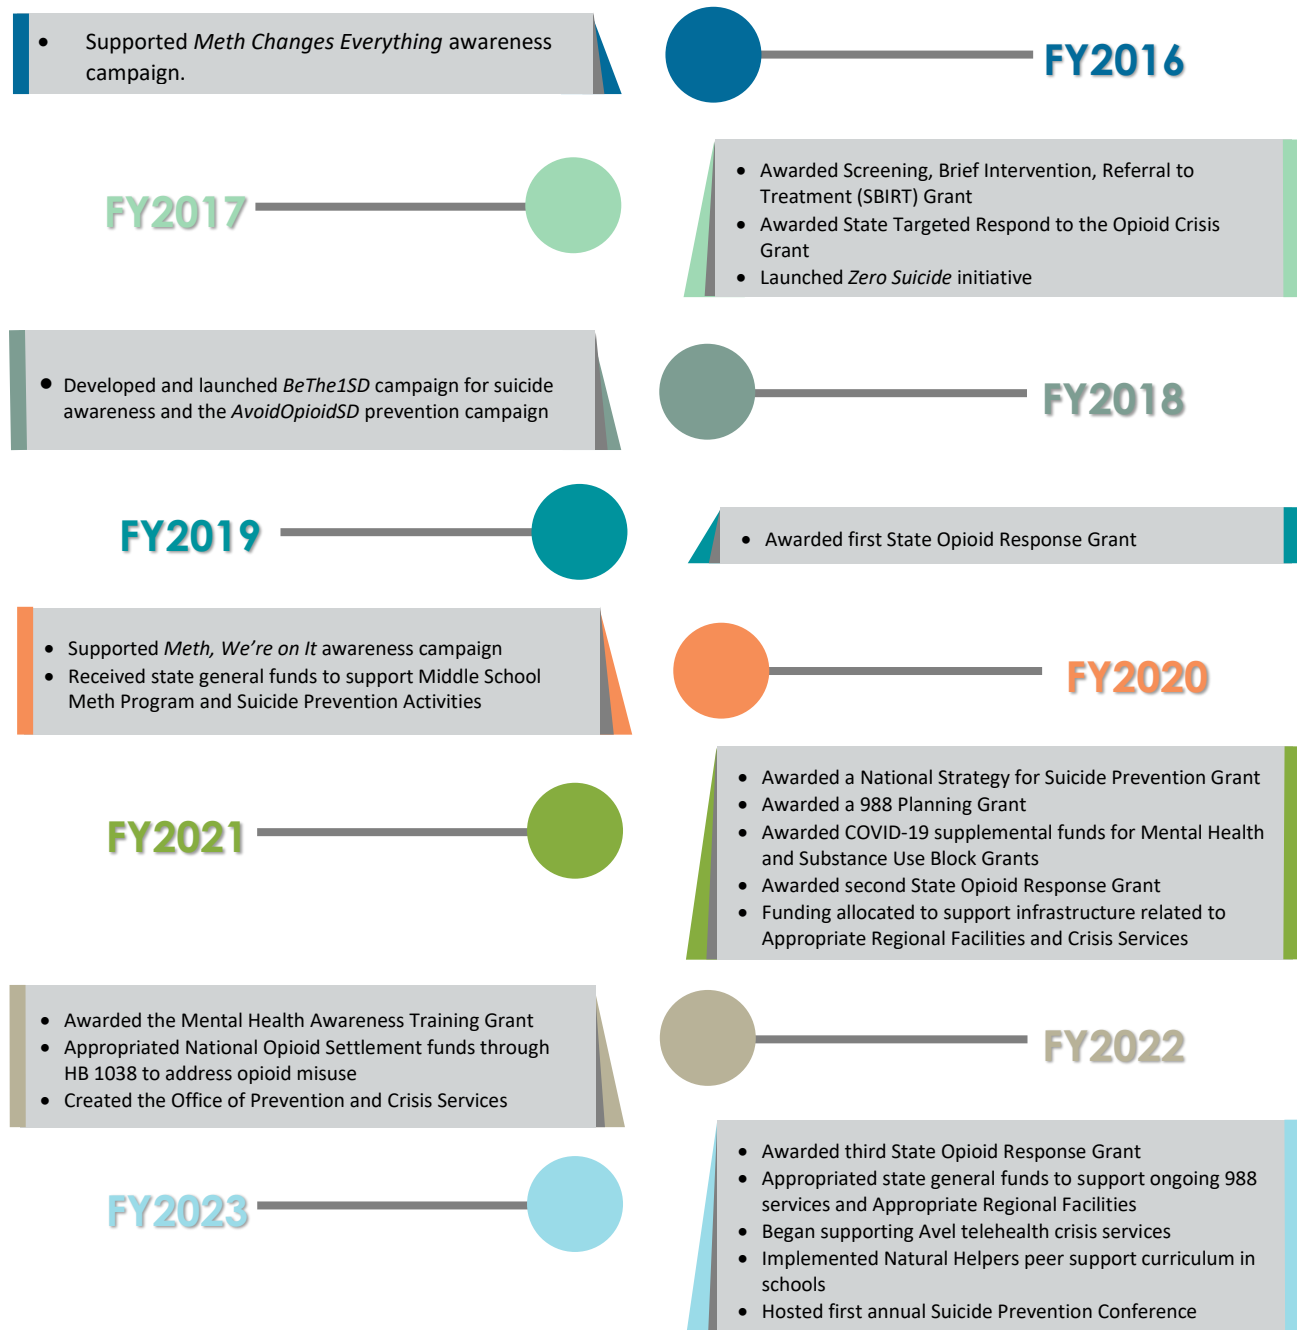 • Supported Meth Changes Everything awareness
campaign.
FY2016
FY2017
• Awarded Screening, Brief Intervention, Referral to
Treatment (SBIRT) Grant
• Awarded State Targeted Respond to the Opioid Crisis
Grant
• Launched Zero Suicide initiative
• Developed and launched BeThe1SD campaign for suicide
awareness and the AvoidOpioidSD prevention campaign
FY2018
FY2019
• Awarded first State Opioid Response Grant
• Supported Meth, We’re on It awareness campaign
• Received state general funds to support Middle School
Meth Program and Suicide Prevention Activities
FY2020
FY2021
• Awarded a National Strategy for Suicide Prevention Grant
• Awarded a 988 Planning Grant
• Awarded COVID-19 supplemental funds for Mental Health
and Substance Use Block Grants
• Awarded second State Opioid Response Grant
• Funding allocated to support infrastructure related to
Appropriate Regional Facilities and Crisis Services
• Awarded the Mental Health Awareness Training Grant
• Appropriated National Opioid Settlement funds through
HB 1038 to address opioid misuse
• Created the Office of Prevention and Crisis Services
FY2022
FY2023
• Awarded third State Opioid Response Grant
• Appropriated state general funds to support ongoing 988
services and Appropriate Regional Facilities
• Began supporting Avel telehealth crisis services
• Implemented Natural Helpers peer support curriculum in
schools
• Hosted first annual Suicide Prevention Conference